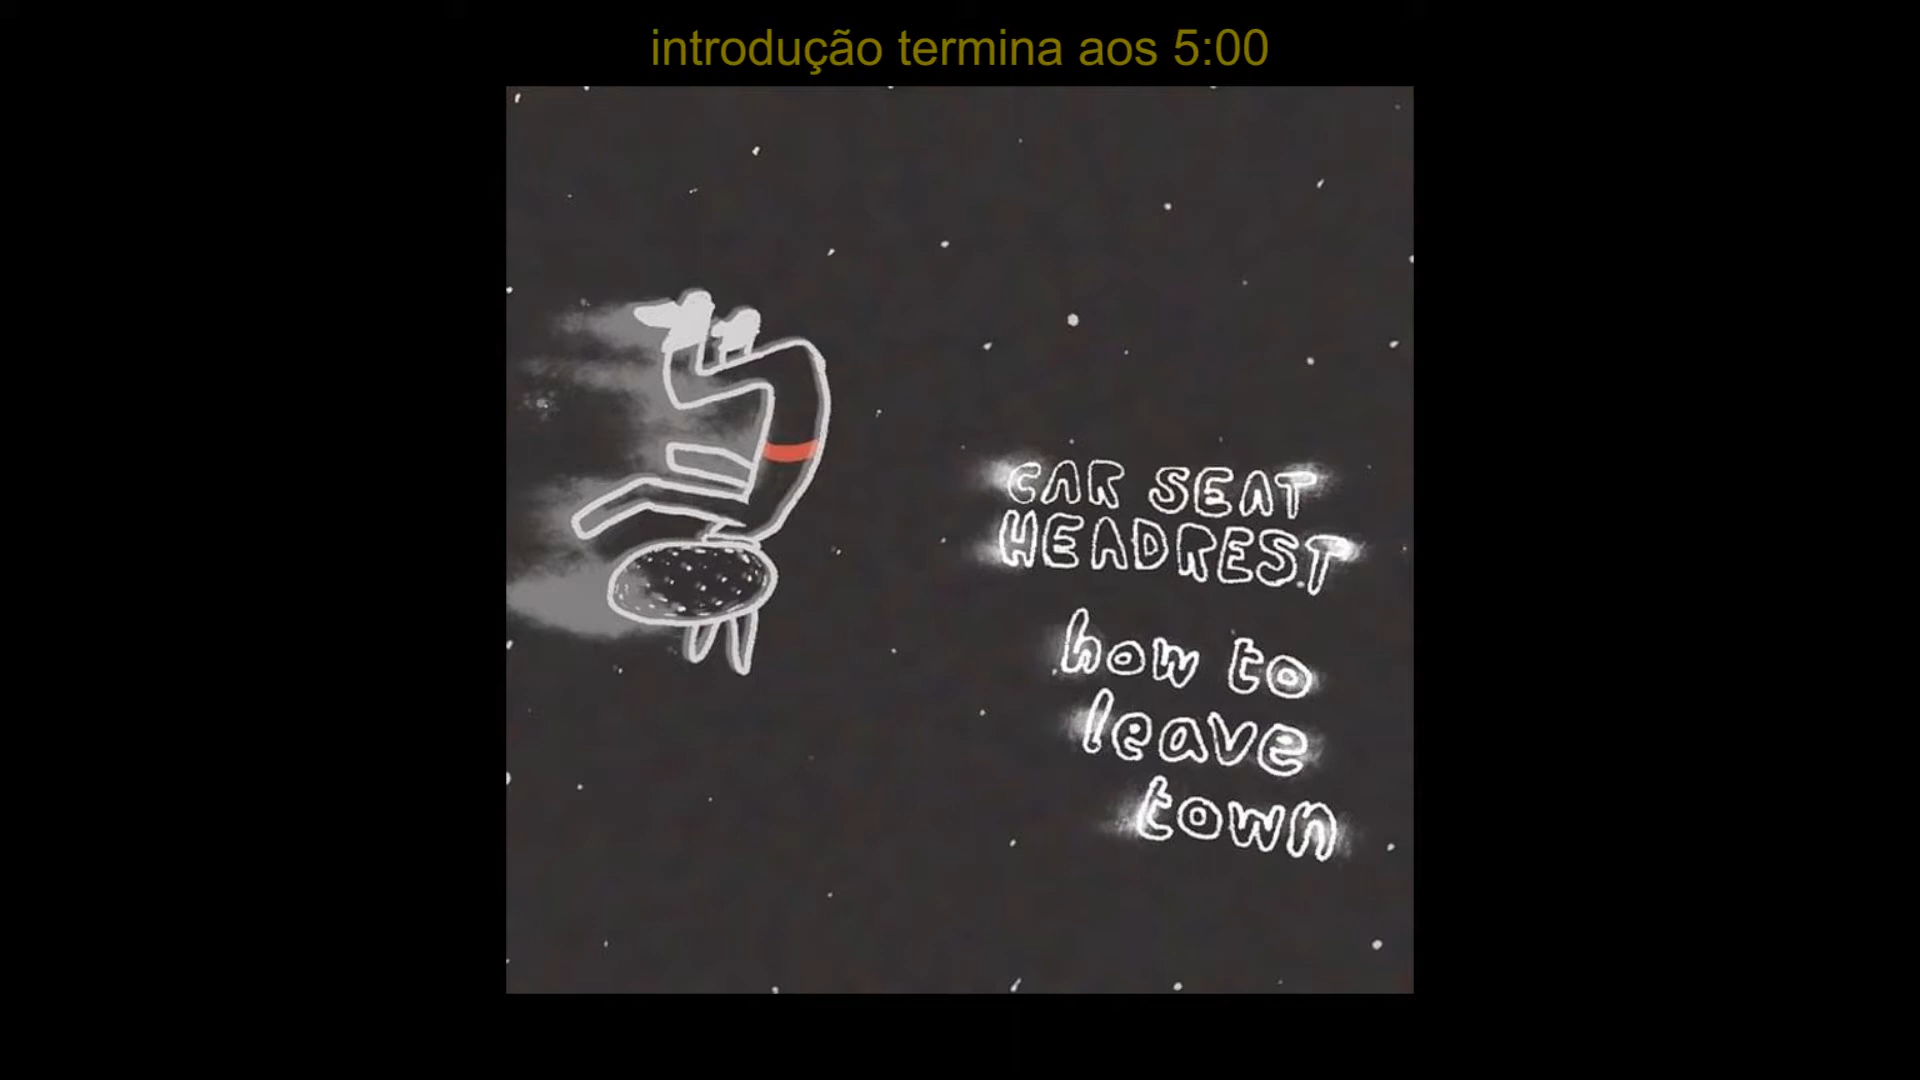 introdução termina aos 5:00
CAR SEAT
HEADREST
how to
leave
town